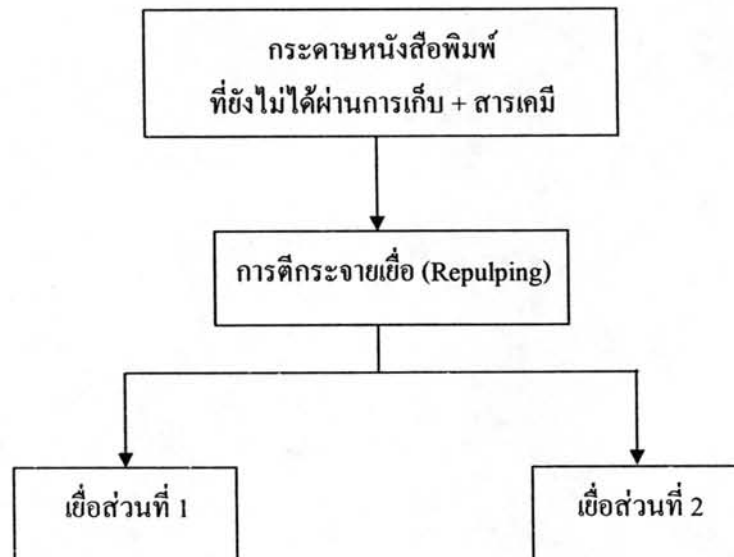 กระดาษหนังสือพิมพ์
ที่ยังไม่ได้ผ่านการเก็บ + สารเคมี
การตีกระจายเยื่อ (Repulping)
เยื่อส่วนที่ 1
เยื่อส่วนที่ 2